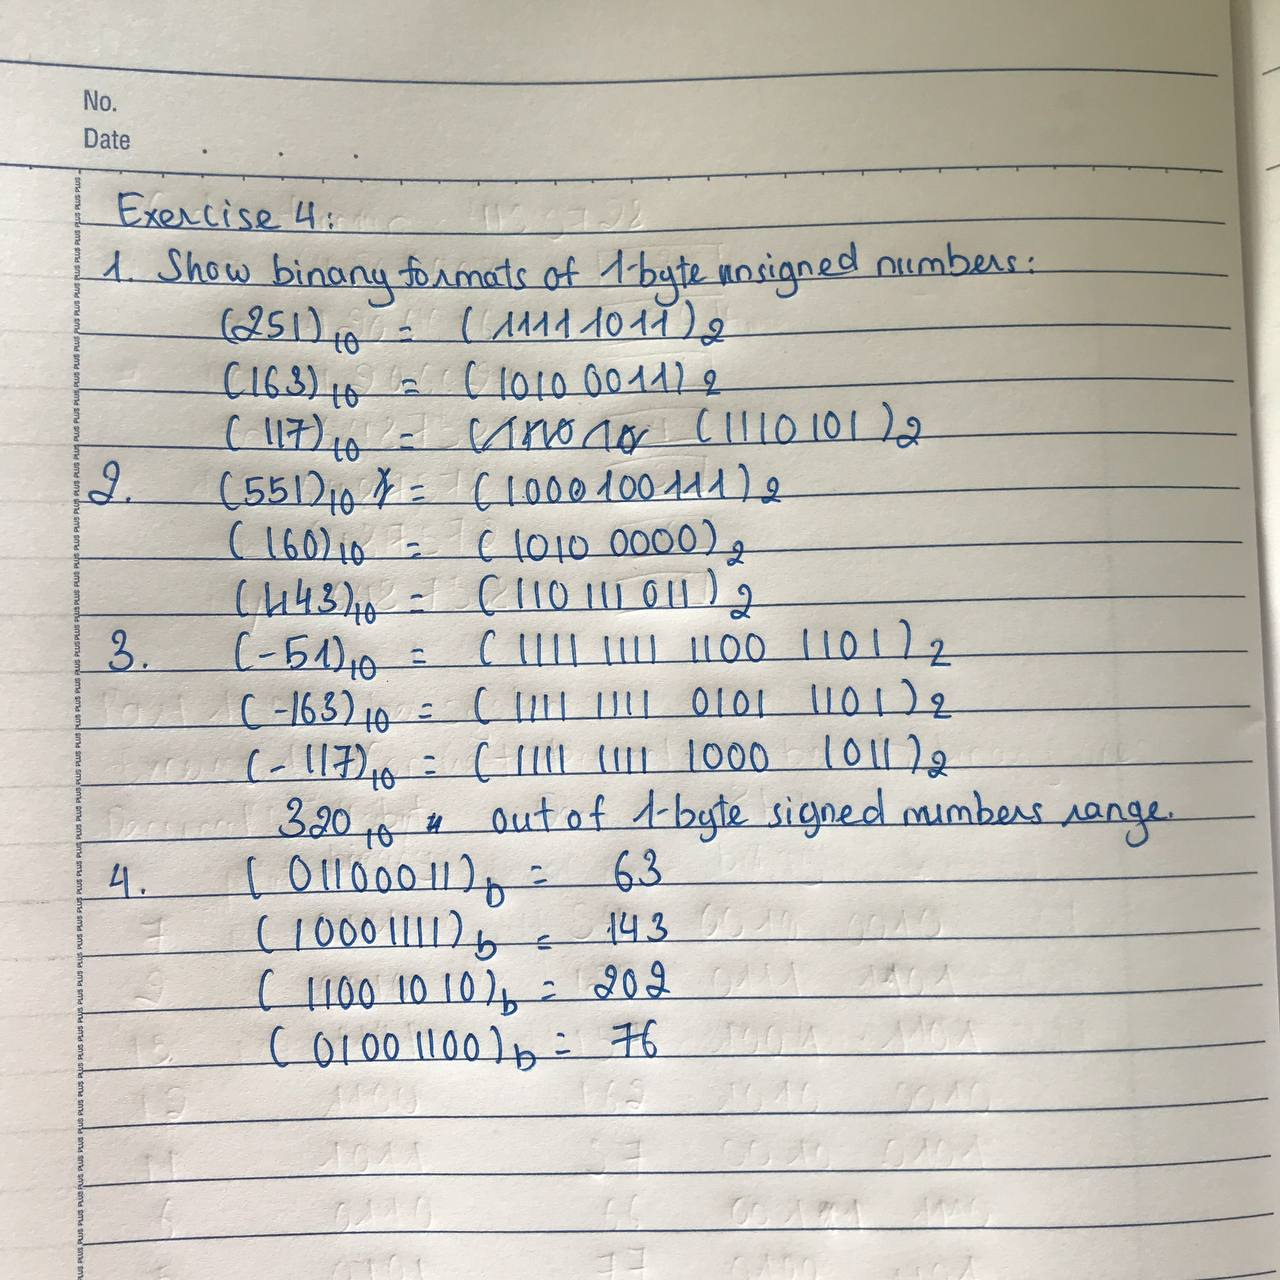 No.
Date . . .
Exercise 4:
1. Show binary formats of 1-byte unsigned numbers:
(251)10 = (11111011)2
(163)10 = (1010 0011)2
(117)10 = (1110101)2
2. (551)10 = (1000100111)2
(160)10 = (1010 0000)2
(443)10 = (110 111 011)2
3. (-51)10 = (1111 1111 1100 1101)2
(-163)10 = (1111 1111 0101 1101)2
(-117)10 = (1111 1111 1000 1011)2
320 10 out of 1-byte signed numbers range.
4. (01100011)b = 63
(10001111)b = 143
(1100 1010)b = 202
(01001100)b = 76